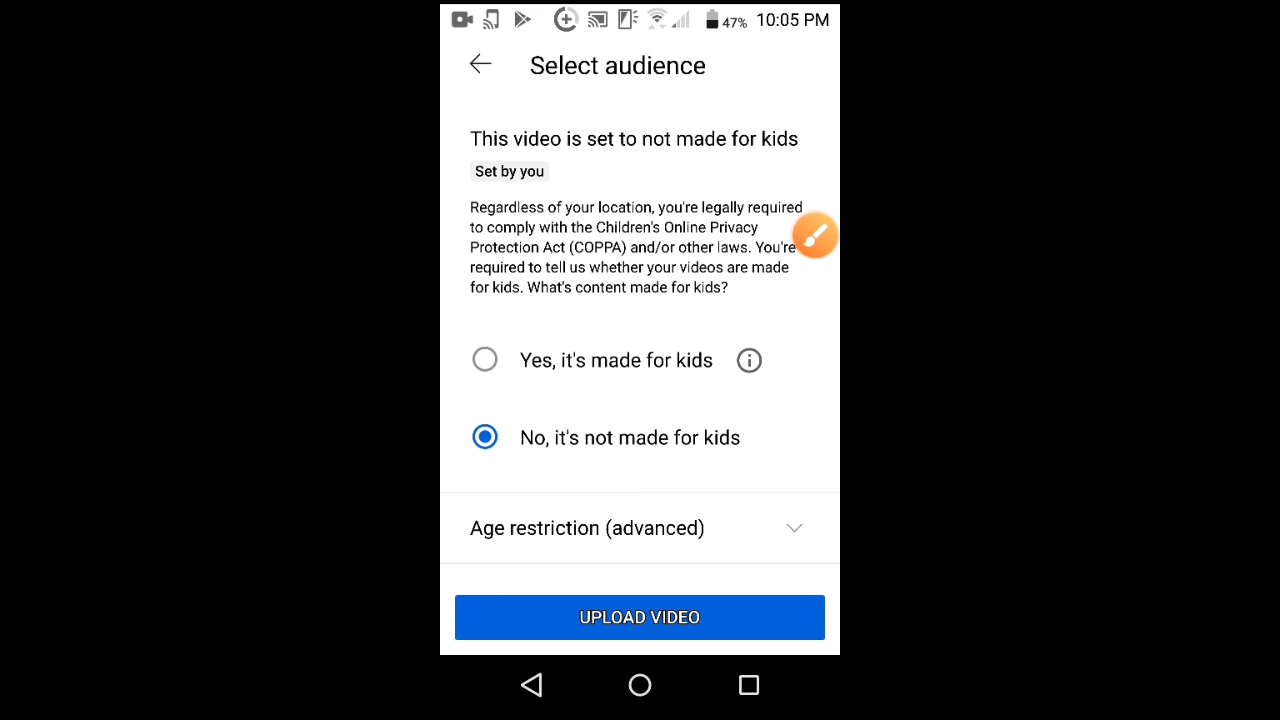 47% 10:05 PM
Select audience
This video is set to not made for kids
Set by you
Regardless of your location, you're legally required
to comply with the Children's Online Privacy
Protection Act (COPPA) and/or other laws. You're
required to tell us whether your videos are made
for kids. What's content made for kids?
Yes, it's made for kids
No, it's not made for kids
Age restriction (advanced)
UPLOAD VIDEO